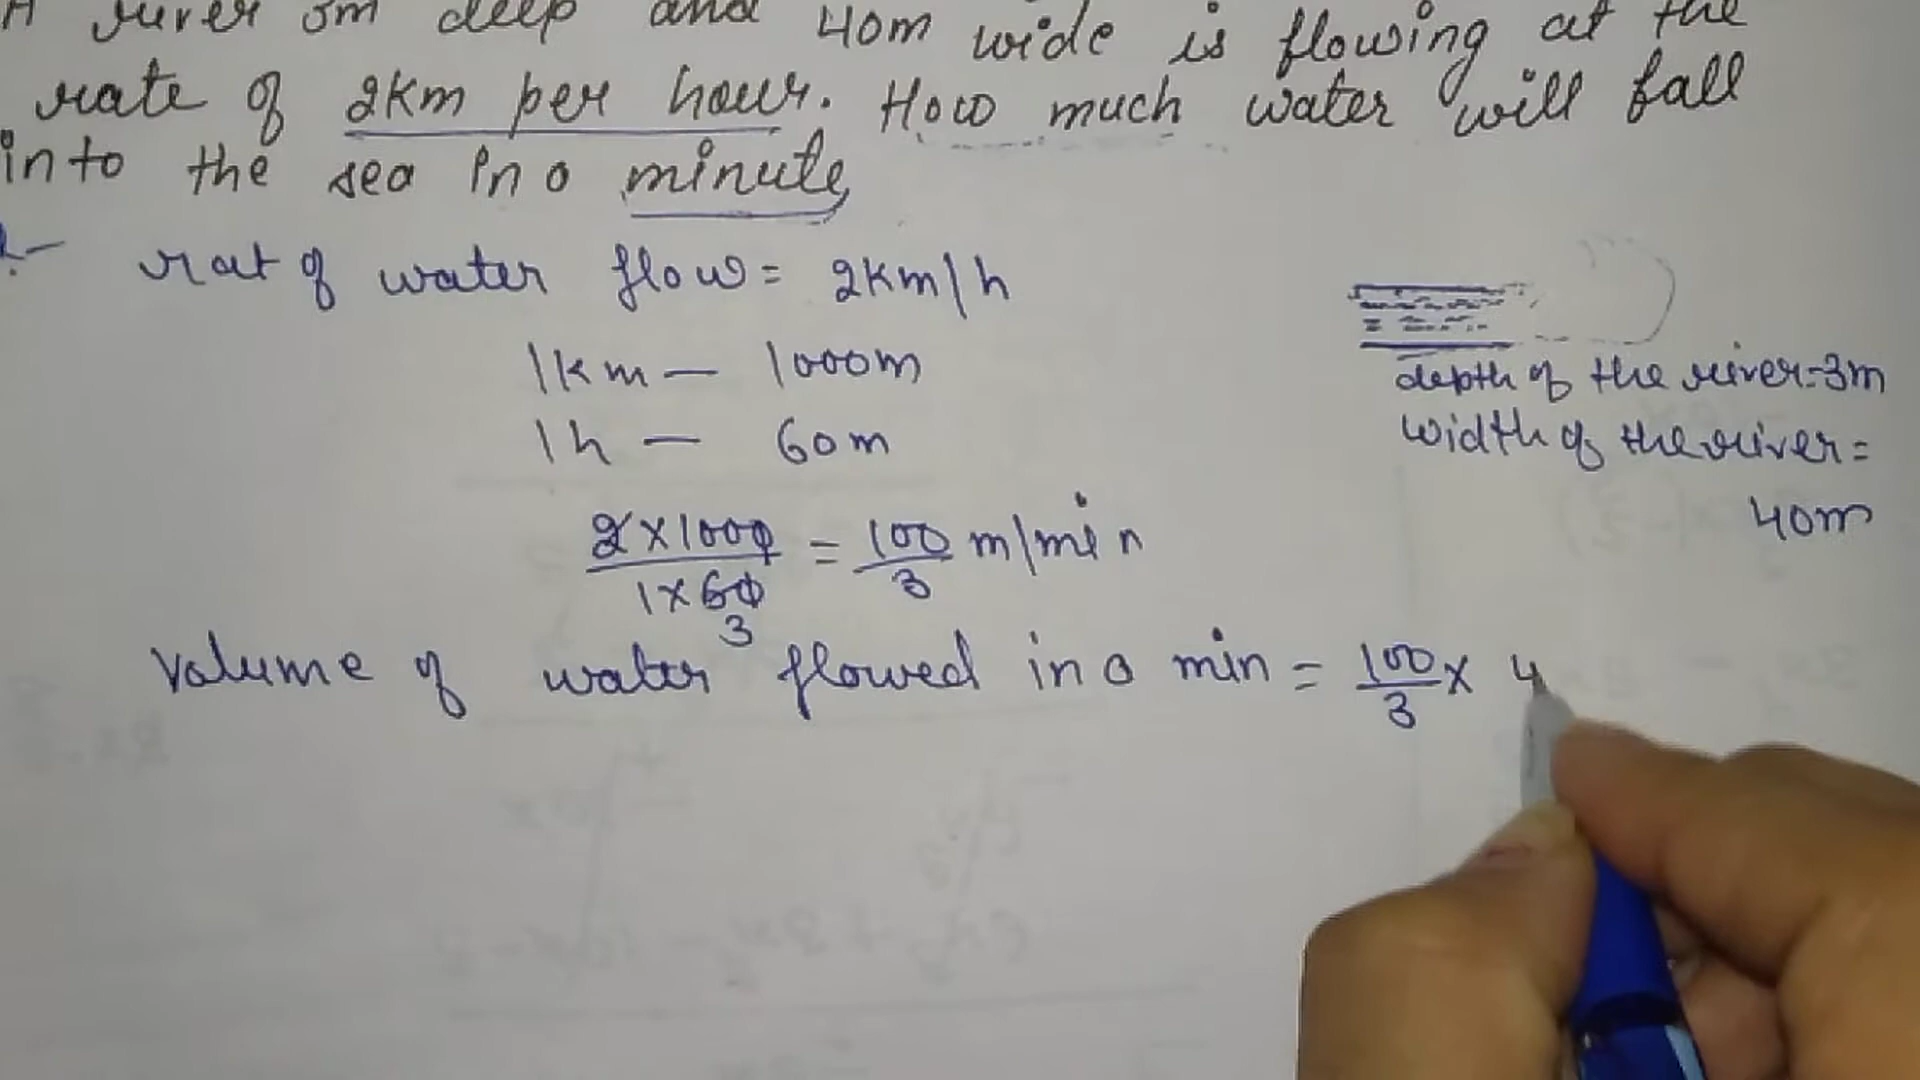 A river 3m deep and 40m wide is flowing at the
rate of 2km per hour. How much water will fall
into the sea in a minute
rat of water flow = 2km/h
1km — 1000m
1h — 60m
2×1000 / 1×60 = 100/3 m/min
3
depth of the river-3m
width of the river =
40m
Volume of water flowed in a min = 100/3 × 4